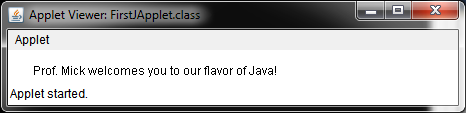 Applet Viewer: FirstJApplet.class
Applet
Prof. Mick welcomes you to our flavor of Java!
Applet started.